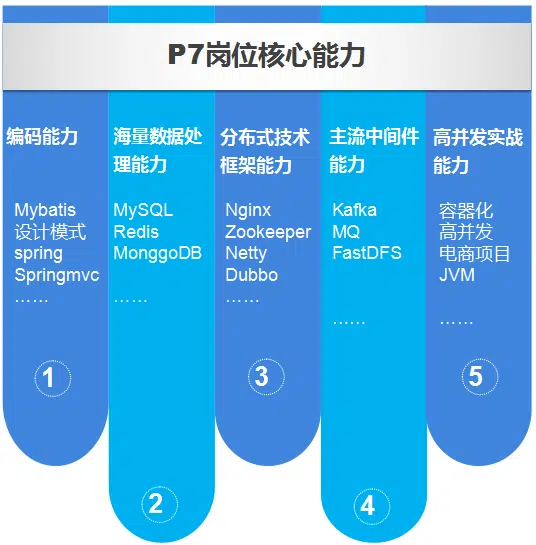 P7岗位核心能力
编码能力
Mybatis
设计模式
spring
Springmvc
……
1
海量数据处
理能力
MySQL
Redis
MonggoDB
……
2
分布式技术
框架能力
Nginx
Zookeeper
Netty
Dubbo
……
3
主流中间件
能力
Kafka
MQ
FastDFS
……
4
高并发实战
能力
容器化
高并发
电商项目
JVM
……
5